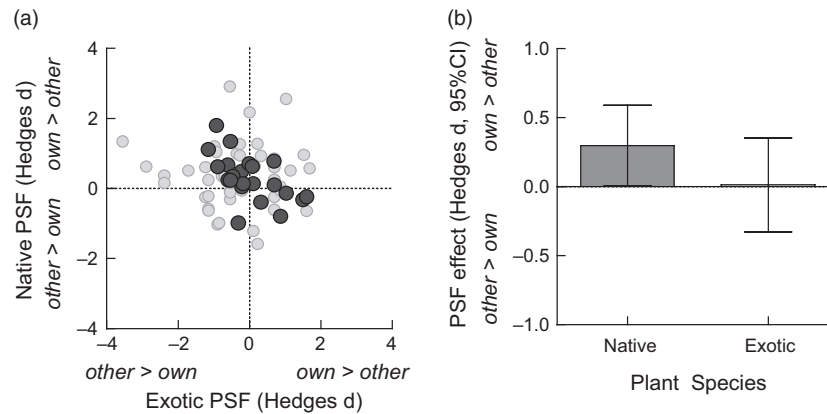 (a)
Native PSF (Hedges d)
other > own own > other
4
2
0
–2
–4
–4 –2 0 2 4
other > own own > other
Exotic PSF (Hedges d)
(b)
PSF effect (Hedges d, 95%CI)
other > own own > other
1.0
0.5
0.0
–0.5
–1.0
Native Exotic
Plant Species